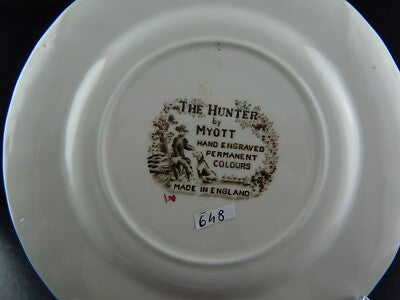 THE HUNTER
by
MYOTT
HAND ENGRAVED
PERMANENT
COLOURS
MADE IN ENGLAND
648